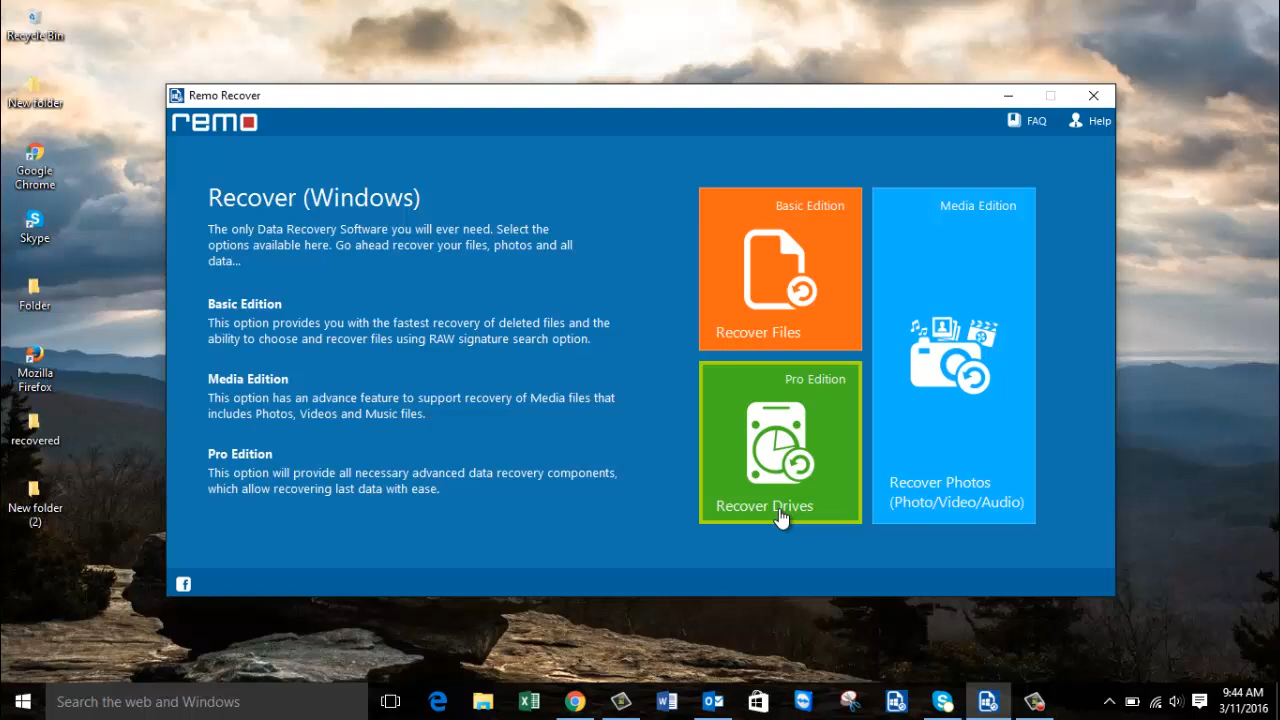 Recycle Bin
New folder
Google
Chrome
Skype
Folder
Mozilla
Firefox
recovered
New folder
(2)
Remo Recover
remo
FAQ
Help
Recover (Windows)
The only Data Recovery Software you will ever need. Select the
options available here. Go ahead recover your files, photos and all
data...
Basic Edition
This option provides you with the fastest recovery of deleted files and the
ability to choose and recover files using RAW signature search option.
Media Edition
This option has an advance feature to support recovery of Media files that
includes Photos, Videos and Music files.
Pro Edition
This option will provide all necessary advanced data recovery components,
which allow recovering last data with ease.
Basic Edition
Recover Files
Pro Edition
Recover Drives
Media Edition
Recover Photos
(Photo/Video/Audio)
Search the web and Windows
9:44 AM
3/11/2016